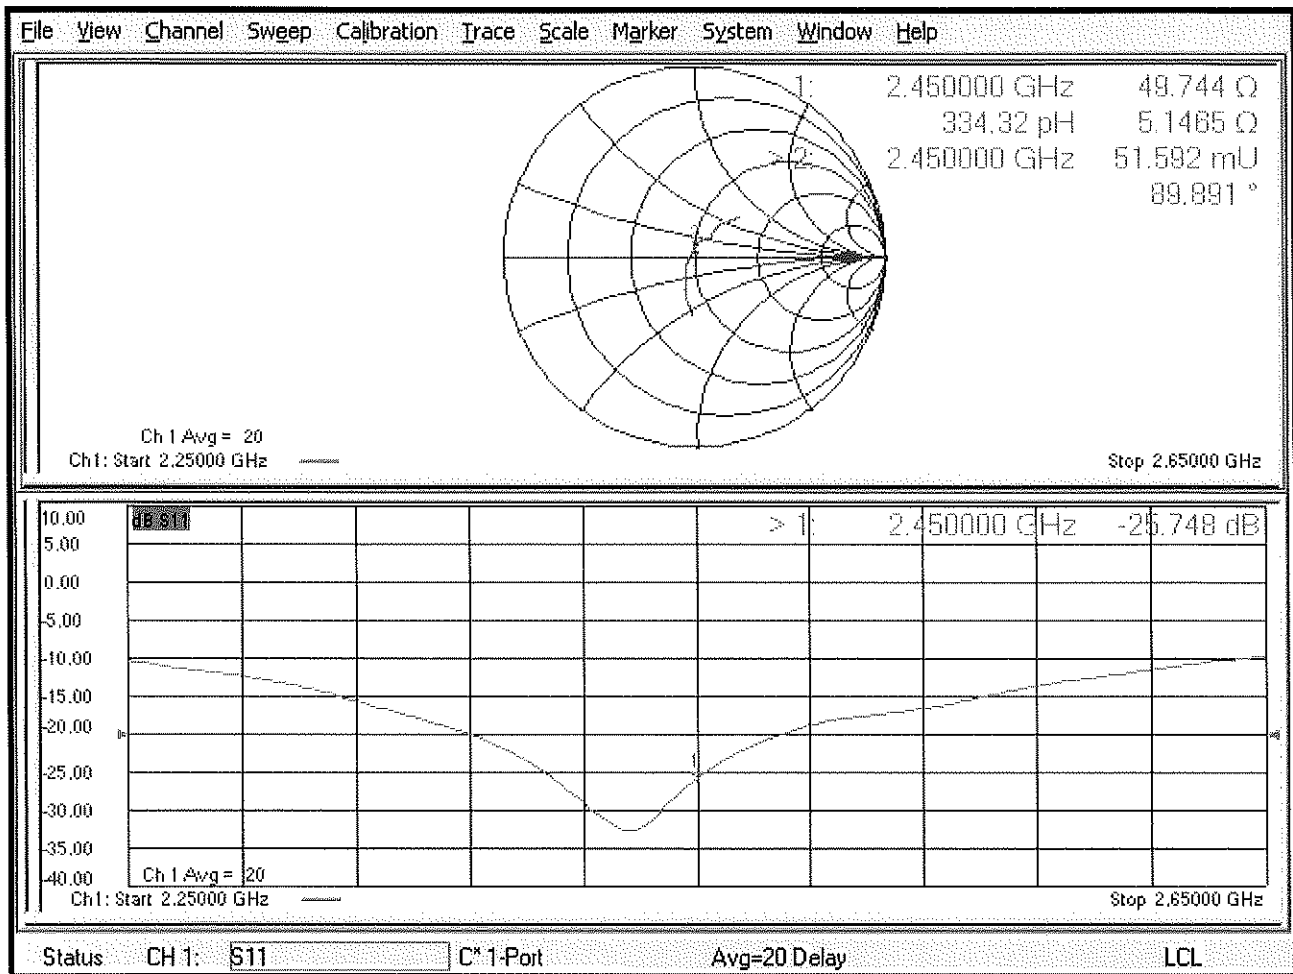 File View Channel Sweep Calibration Trace Scale Marker System Window Help
1: 2.450000 GHz 49.744 Ω
334.32 pH 5.1465 Ω
> 2: 2.450000 GHz 51.592 mU
89.891 °
Ch 1 Avg = 20
Ch1: Start 2.25000 GHz
Stop 2.65000 GHz
10.00
dB S11
> 1: 2.450000 GHz -25.748 dB
5.00
0.00
-5.00
-10.00
-15.00
-20.00
-25.00
1
-30.00
-35.00
-40.00
Ch 1 Avg = 20
Ch1: Start 2.25000 GHz
Stop 2.65000 GHz
Status CH 1: S11 C* 1-Port Avg=20 Delay LCL